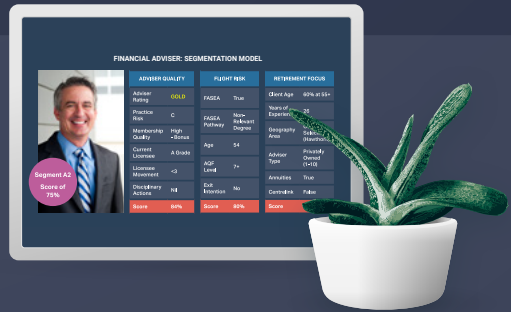 FINANCIAL ADVISER: SEGMENTATION MODEL
ADVISER QUALITY
Adviser Rating GOLD
Practice Risk C
Membership Quality High + Bonus
Current Licensee A Grade
Licensee Movement <3
Disciplinary Actions Nil
Score 84%
FLIGHT RISK
FASEA True
FASEA Pathway Non-Relevant Degree
Age 54
AQF Level 7+
Exit Intention No
Score 80%
RETIREMENT FOCUS
Client Age 60% at 55+
Years of Experience 26
Geography Area (Hawthorn)
Adviser Type Privately Owned (1-10)
Annuities True
Centrelink False
Score
Segment A2
Score of
75%